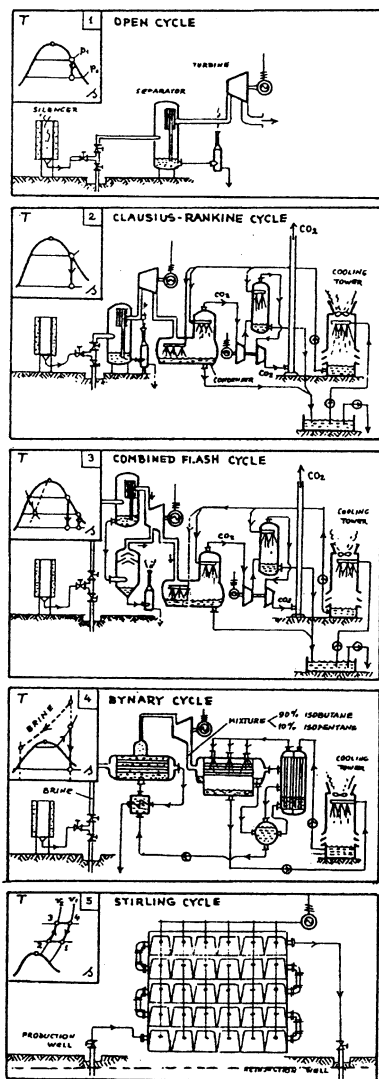 T
1
OPEN CYCLE
P1
P2
TURBINE
SEPARATOR
SILENCER
s
T
2
CLAUSIUS-RANKINE CYCLE
CO2
COOLING
TOWER
CO2
s
CO2
CONDENSER
T
3
COMBINED FLASH CYCLE
CO2
COOLING
TOWER
CO2
s
CO2
T
4
BYNARY CYCLE
BRINE
MIXTURE
90% ISOBUTANE
10% ISOPENTANE
s
COOLING
TOWER
BRINE
T
5
STIRLING CYCLE
V2 V1
3 4
2 1
s
PRODUCTION
WELL
REINJECTION WELL